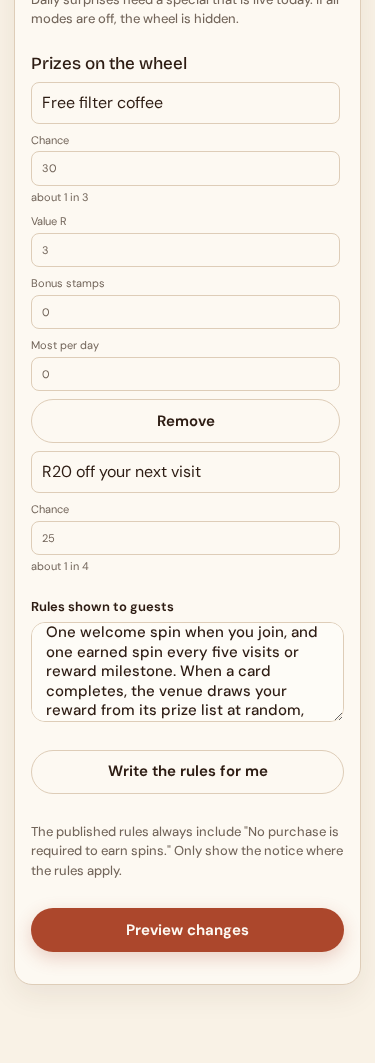 Daily surprises need a special that is live today. If all
modes are off, the wheel is hidden.
Prizes on the wheel
Free filter coffee
Chance
30
about 1 in 3
Value R
3
Bonus stamps
0
Most per day
0
Remove
R20 off your next visit
Chance
25
about 1 in 4
Rules shown to guests
One welcome spin when you join, and
one earned spin every five visits or
reward milestone. When a card
completes, the venue draws your
reward from its prize list at random,
Write the rules for me
The published rules always include "No purchase is
required to earn spins." Only show the notice where
the rules apply.
Preview changes